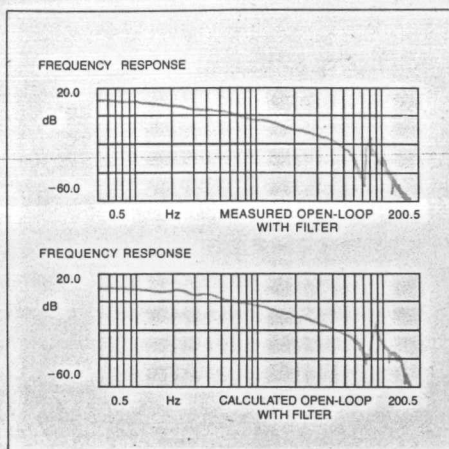 FREQUENCY RESPONSE
20.0
dB
-60.0
0.5 Hz MEASURED OPEN-LOOP 200.5
WITH FILTER
FREQUENCY RESPONSE
20.0
dB
-60.0
0.5 Hz CALCULATED OPEN-LOOP 200.5
WITH FILTER